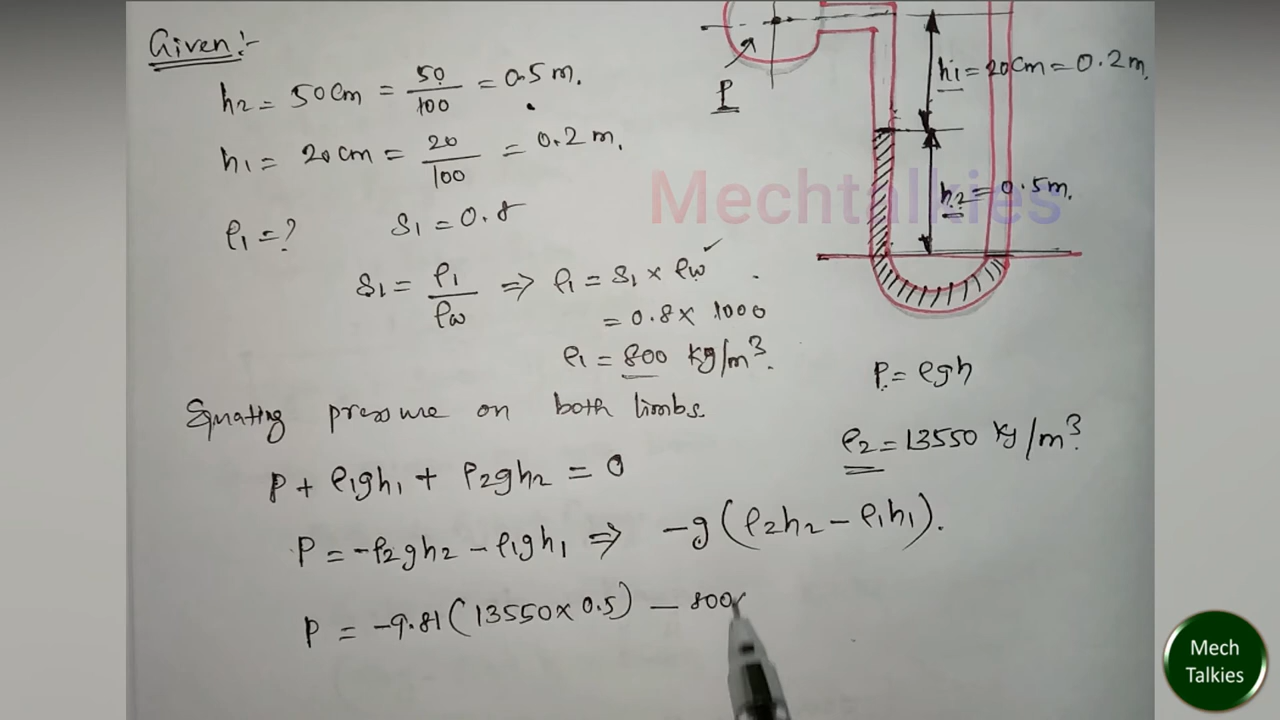 Given:-
h2 = 50cm = 50/100 = 0.5 m.
h1 = 20cm = 20/100 = 0.2 m.
ρ1 = ? S1 = 0.8
S1 = ρ1/ρw ⇒ ρ1 = S1 × ρw ✓
= 0.8 × 1000
ρ1 = 800 kg/m³.
Equating pressure on both limbs.
P + ρ1gh1 + ρ2gh2 = 0
P = -ρ2gh2 - ρ1gh1 ⇒ -g(ρ2h2 - ρ1h1).
P = -9.81(13550 × 0.5) - 800
P
h1 = 20cm = 0.2 m.
h2 = 0.5m.
P = ρgh
ρ2 = 13550 kg/m³
Mechtalkies
Mech
Talkies